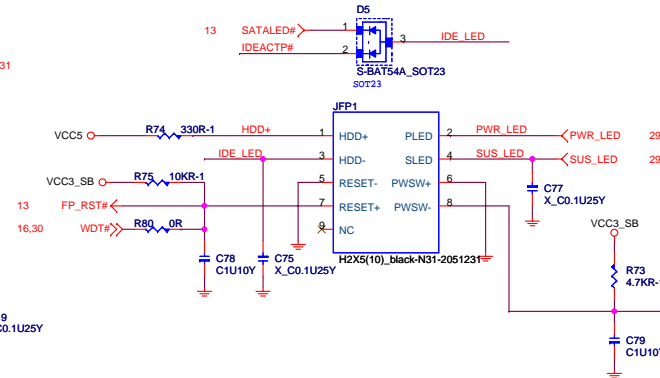 D5
13 SATALED# 1
3 IDE_LED
IDEACTP# 2
S-BAT54A_SOT23
SOT23
31
JFP1
VCC5 R74 330R-1 HDD+ 1 HDD+ PLED 2 PWR_LED PWR_LED 29
IDE_LED 3 HDD- SLED 4 SUS_LED SUS_LED 29
VCC3_SB R75 10KR-1 5 RESET- PWSW+ 6
C77
X_C0.1U25Y
13 FP_RST# 7 RESET+ PWSW- 8
16,30 WDT# R80 0R 9 NC
VCC3_SB
C78
C1U10Y
C75
X_C0.1U25Y
H2X5(10)_black-N31-2051231
R73
4.7KR-
9
C0.1U25Y
C79
C1U10